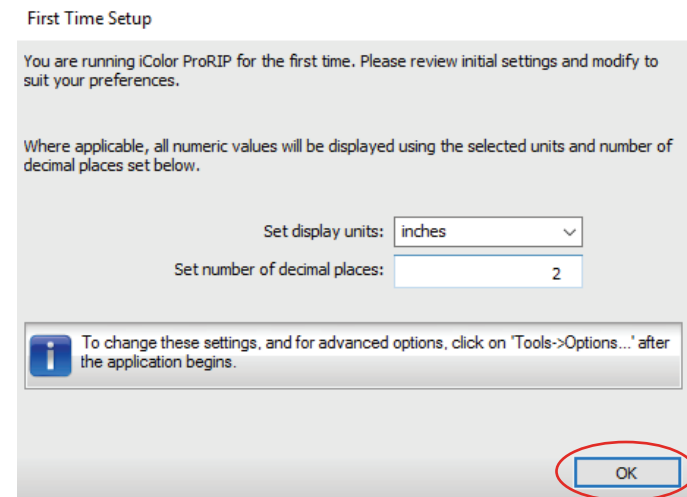 First Time Setup
You are running iColor ProRIP for the first time. Please review initial settings and modify to
suit your preferences.
Where applicable, all numeric values will be displayed using the selected units and number of
decimal places set below.
Set display units: inches
Set number of decimal places: 2
To change these settings, and for advanced options, click on 'Tools->Options...' after
the application begins.
OK